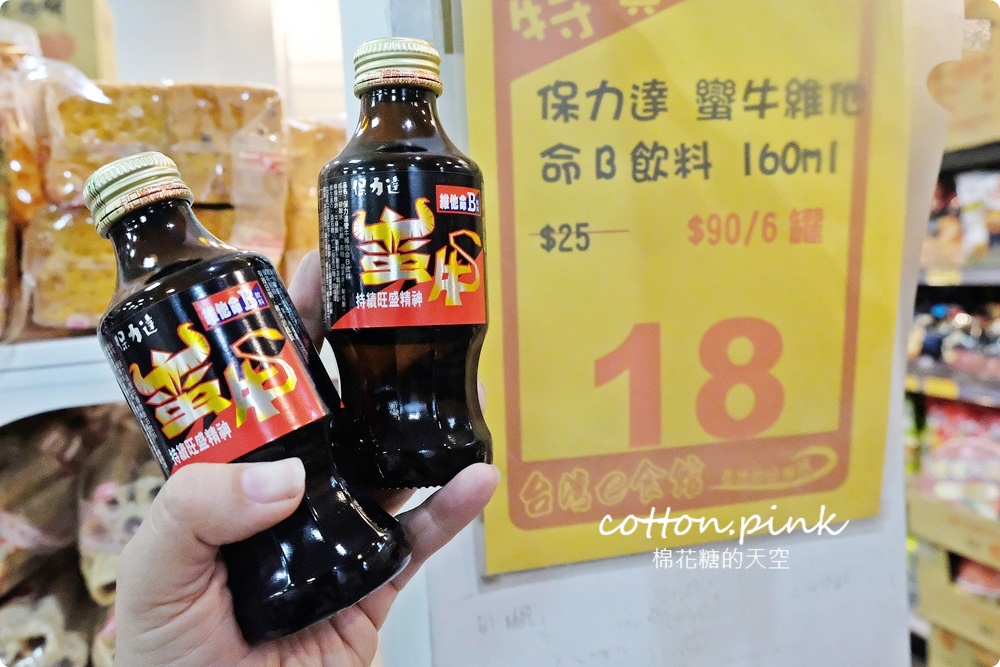 特
保力達 蠻牛維他
命B飲料 160ml
$25
$90/6罐
18
台灣e食館
保力達
維他命B
蠻牛
持續旺盛精神
保力達
維他命B
蠻牛
持續旺盛精神
cotton.pink
棉花糖的天空